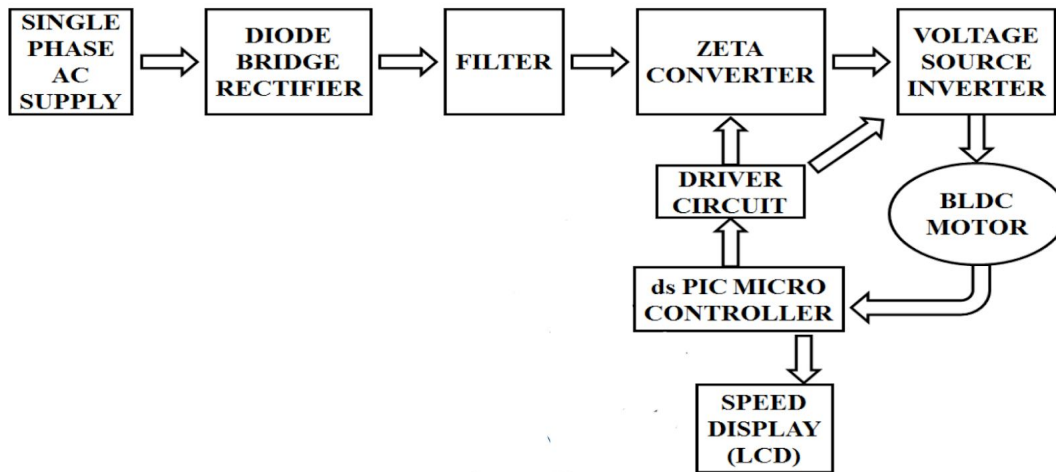 SINGLE
PHASE
AC
SUPPLY
DIODE
BRIDGE
RECTIFIER
FILTER
ZETA
CONVERTER
VOLTAGE
SOURCE
INVERTER
DRIVER
CIRCUIT
BLDC
MOTOR
ds PIC MICRO
CONTROLLER
SPEED
DISPLAY
(LCD)